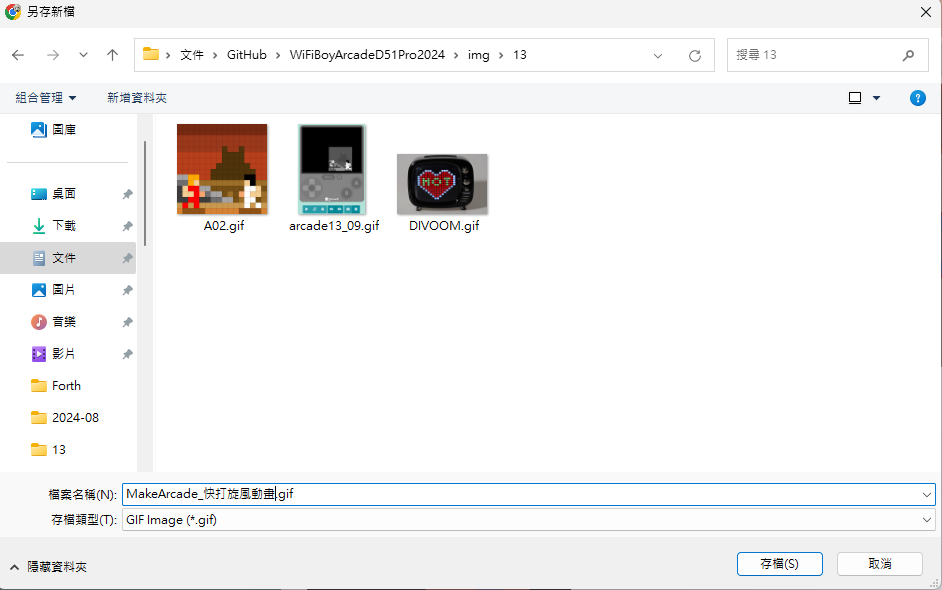 另存新檔
文件 › GitHub › WiFiBoyArcadeD51Pro2024 › img › 13
搜尋 13
組合管理
新增資料夾
圖庫
桌面
下載
文件
圖片
音樂
影片
Forth
2024-08
13
HOT
A02.gif
arcade13_09.gif
DIVOOM.gif
檔案名稱(N):
MakeArcade_快打旋風動畫.gif
存檔類型(T):
GIF Image (*.gif)
隱藏資料夾
存檔(S)
取消